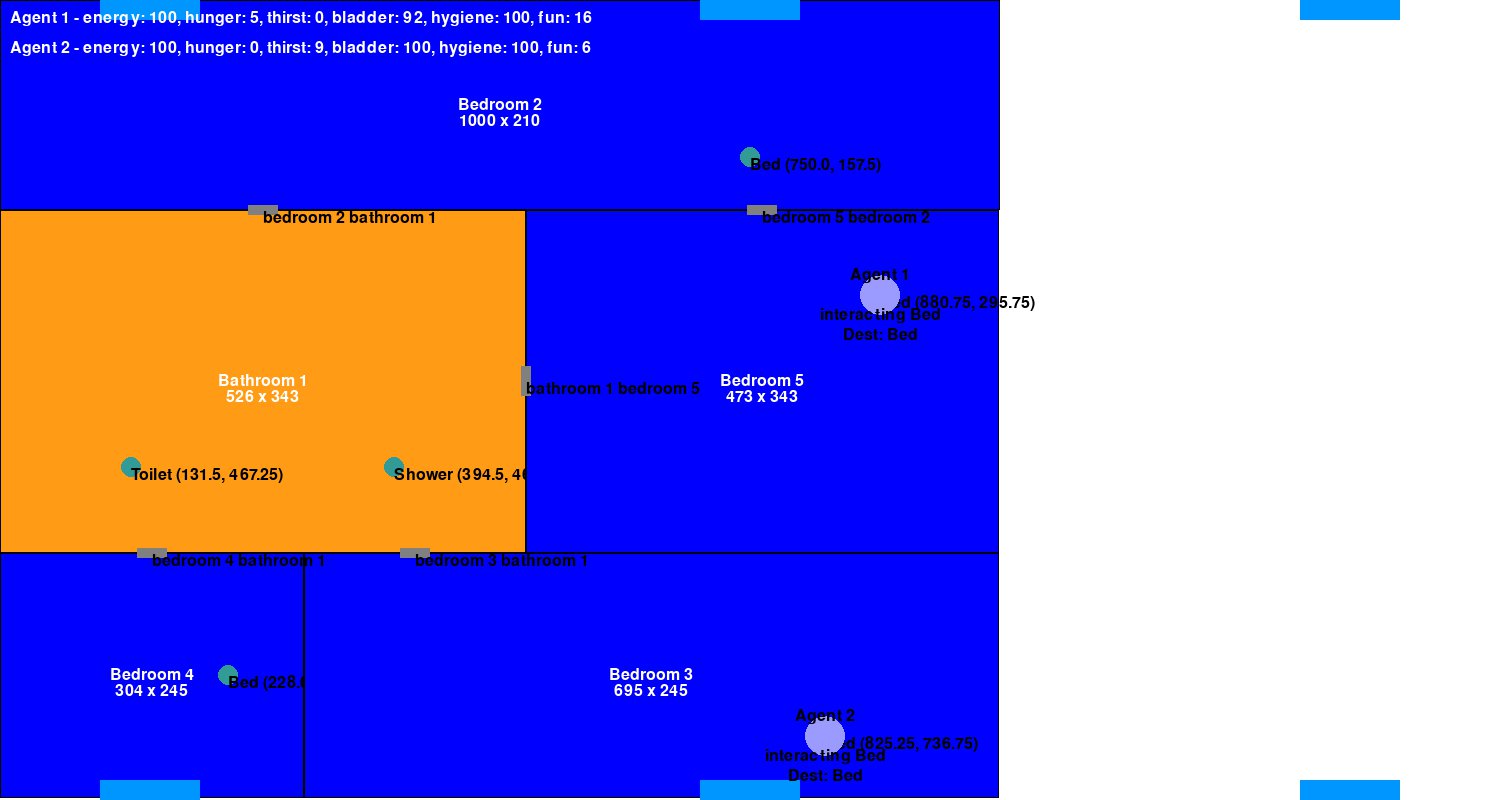 Agent 1 - energy: 100, hunger: 5, thirst: 0, bladder: 92, hygiene: 100, fun: 16
Agent 2 - energy: 100, hunger: 0, thirst: 9, bladder: 100, hygiene: 100, fun: 6
Bedroom 2
1000 x 210
Bed (750.0, 157.5)
bedroom 2 bathroom 1
bedroom 5 bedroom 2
Agent 1
d (880.75, 295.75)
interacting Bed
Dest: Bed
Bathroom 1
526 x 343
bathroom 1 bedroom 5
Bedroom 5
473 x 343
Toilet (131.5, 467.25)
Shower (394.5, 46
bedroom 4 bathroom 1
bedroom 3 bathroom 1
Bedroom 4
304 x 245
Bed (228.
Bedroom 3
695 x 245
Agent 2
d (825.25, 736.75)
interacting Bed
Dest: Bed